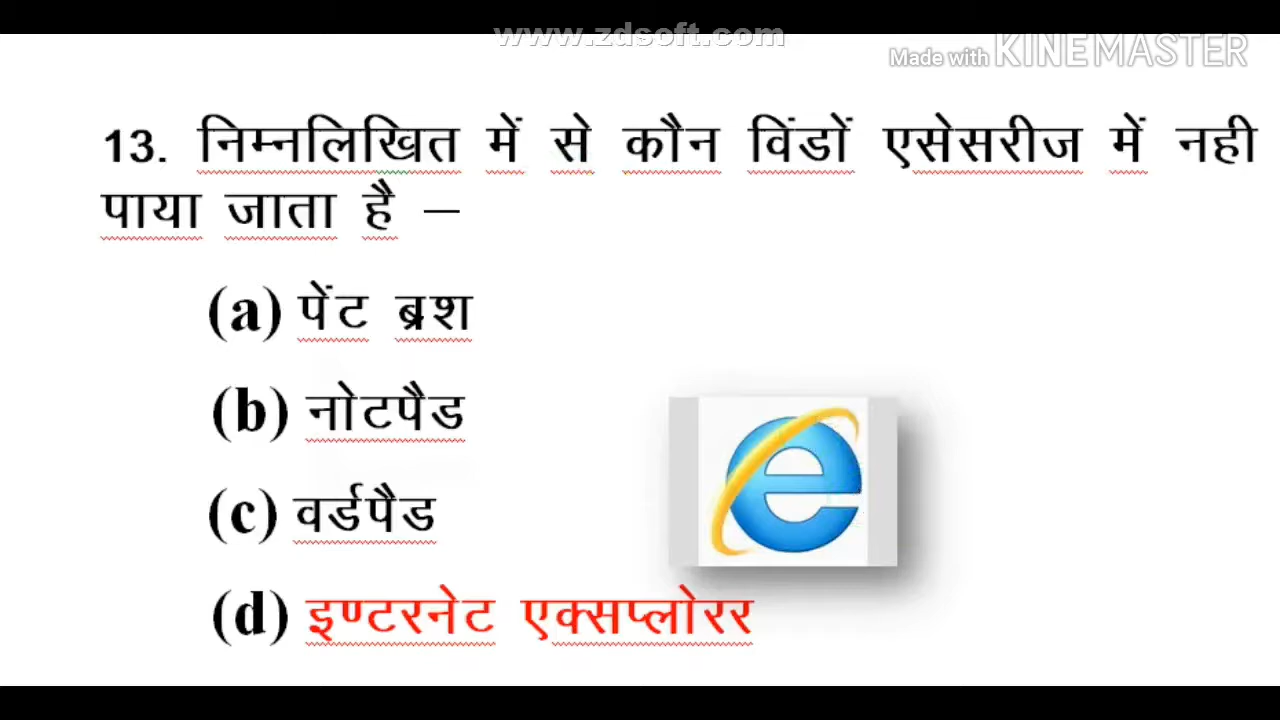 www.zdsoft.com
Made with KINEMASTER
13. निम्नलिखित में से कौन विंडों एसेसरीज में नही
पाया जाता है –
(a) पेंट ब्रश
(b) नोटपैड
(c) वर्डपैड
(d) इण्टरनेट एक्सप्लोरर